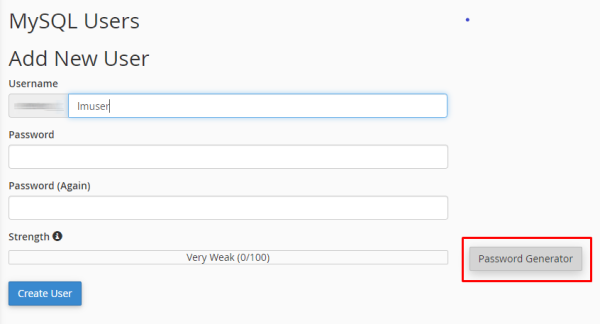 MySQL Users
Add New User
Username
lmuser
Password
Password (Again)
Strength
Very Weak (0/100)
Password Generator
Create User